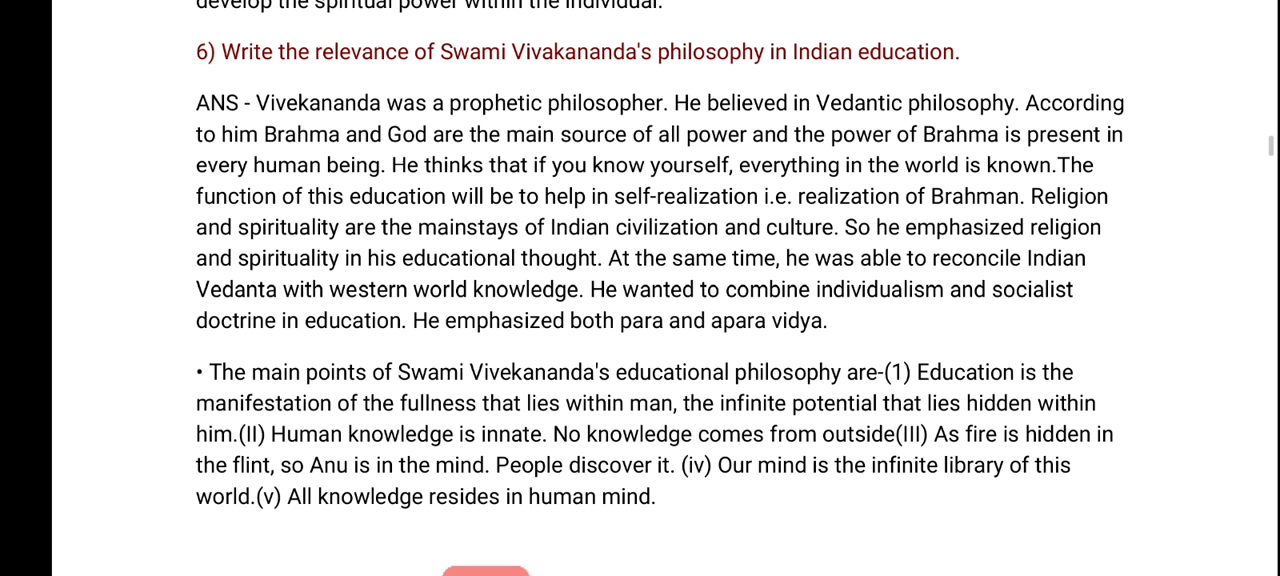 develop the spiritual power within the individual.
6) Write the relevance of Swami Vivakananda's philosophy in Indian education.
ANS - Vivekananda was a prophetic philosopher. He believed in Vedantic philosophy. According
to him Brahma and God are the main source of all power and the power of Brahma is present in
every human being. He thinks that if you know yourself, everything in the world is known.The
function of this education will be to help in self-realization i.e. realization of Brahman. Religion
and spirituality are the mainstays of Indian civilization and culture. So he emphasized religion
and spirituality in his educational thought. At the same time, he was able to reconcile Indian
Vedanta with western world knowledge. He wanted to combine individualism and socialist
doctrine in education. He emphasized both para and apara vidya.
• The main points of Swami Vivekananda's educational philosophy are-(1) Education is the
manifestation of the fullness that lies within man, the infinite potential that lies hidden within
him.(II) Human knowledge is innate. No knowledge comes from outside(III) As fire is hidden in
the flint, so Anu is in the mind. People discover it. (iv) Our mind is the infinite library of this
world.(v) All knowledge resides in human mind.